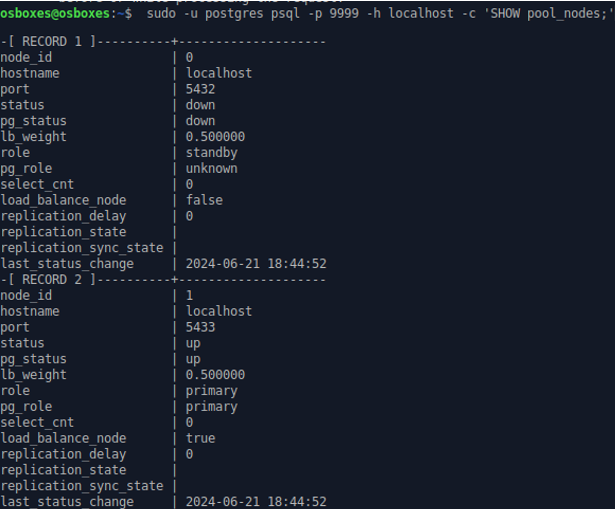 osboxes@osboxes:~$  sudo -u postgres psql -p 9999 -h localhost -c 'SHOW pool_nodes;'
-[ RECORD 1 ]----------+--------------------
node_id                | 0
hostname               | localhost
port                   | 5432
status                 | down
pg_status              | down
lb_weight              | 0.500000
role                   | standby
pg_role                | unknown
select_cnt             | 0
load_balance_node      | false
replication_delay      | 0
replication_state      |
replication_sync_state |
last_status_change     | 2024-06-21 18:44:52
-[ RECORD 2 ]----------+--------------------
node_id                | 1
hostname               | localhost
port                   | 5433
status                 | up
pg_status              | up
lb_weight              | 0.500000
role                   | primary
pg_role                | primary
select_cnt             | 0
load_balance_node      | true
replication_delay      | 0
replication_state      |
replication_sync_state |
last_status_change     | 2024-06-21 18:44:52